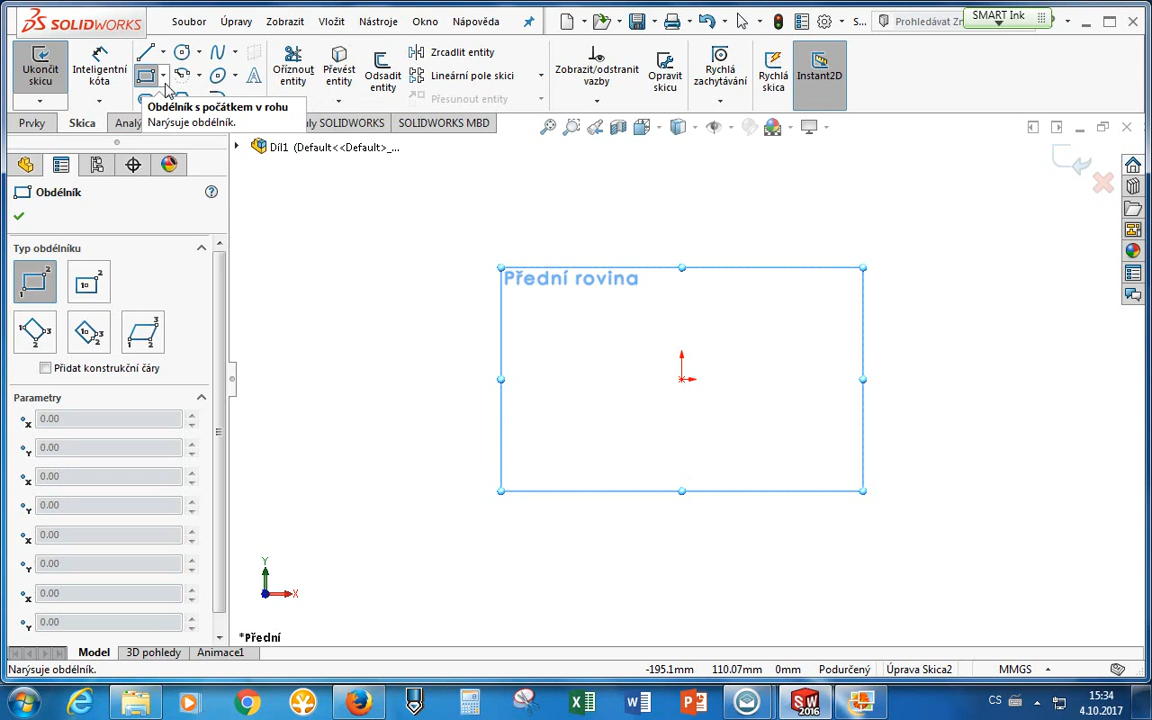 SOLIDWORKS
Soubor
Úpravy
Zobrazit
Vložit
Nástroje
Okno
Nápověda
S...
Prohledávat Zn
SMART Ink
Ukončit skicu
Inteligentní kóta
Oříznout entity
Převést entity
Odsadit entity
Zrcadlit entity
Lineární pole skici
Přesunout entity
Zobrazit/odstranit vazby
Opravit skicu
Rychlá zachytávání
Rychlá skica
Instant2D
Obdélník s počátkem v rohu
Narýsuje obdélník.
Prvky
Skica
Analý
ly SOLIDWORKS
SOLIDWORKS MBD
Díl1 (Default<<Default>_...
Obdélník
Typ obdélníku
Přidat konstrukční čáry
Parametry
0.00
0.00
0.00
0.00
0.00
0.00
0.00
0.00
Přední rovina
Y
X
*Přední
Model
3D pohledy
Animace1
Narýsuje obdélník.
-195.1mm
110.07mm
0mm
Podurčený
Úprava Skica2
MMGS
SW
2016
CS
15:34
4.10.2017